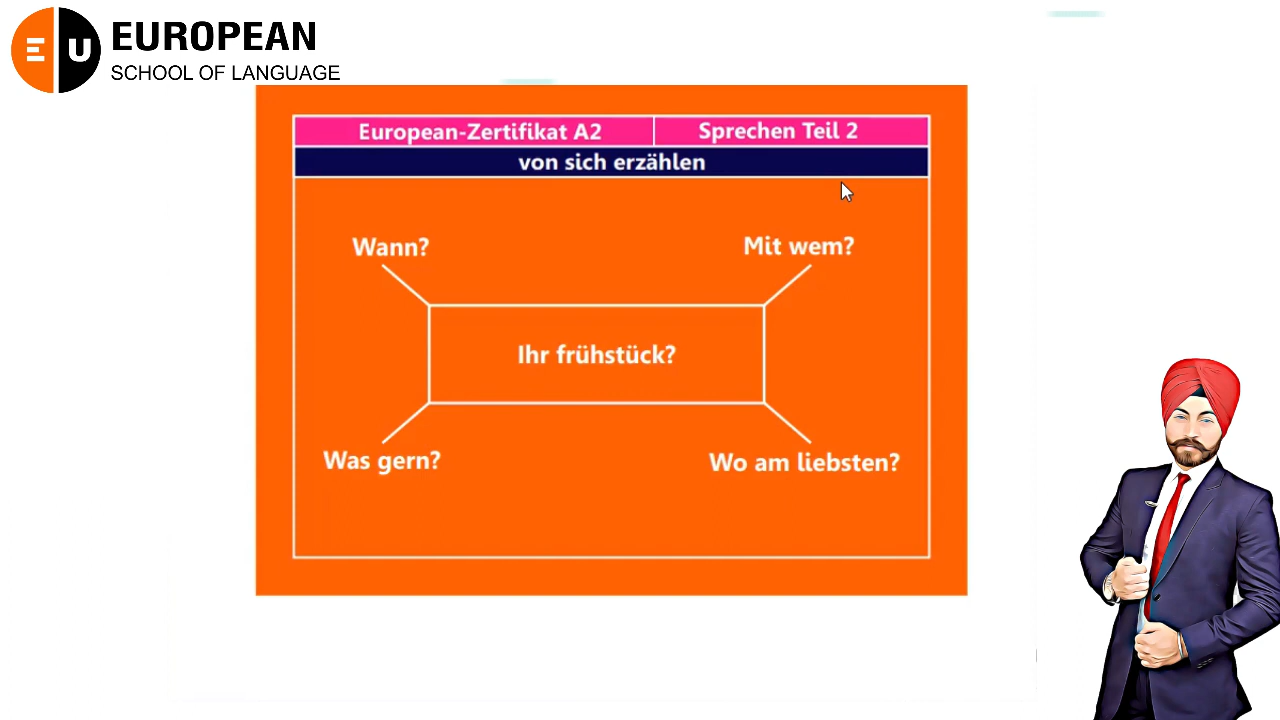 EU EUROPEAN
SCHOOL OF LANGUAGE
European-Zertifikat A2 Sprechen Teil 2
von sich erzählen
Wann? Mit wem?
Ihr frühstück?
Was gern? Wo am liebsten?